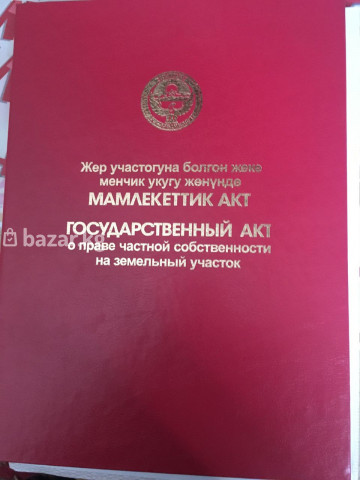 Жер участогуна болгон жеке
менчик укугу жөнүндө
МАМЛЕКЕТТИК АКТ
ГОСУДАРСТВЕННЫЙ АКТ
о праве частной собственности
на земельный участок
bazar.kg